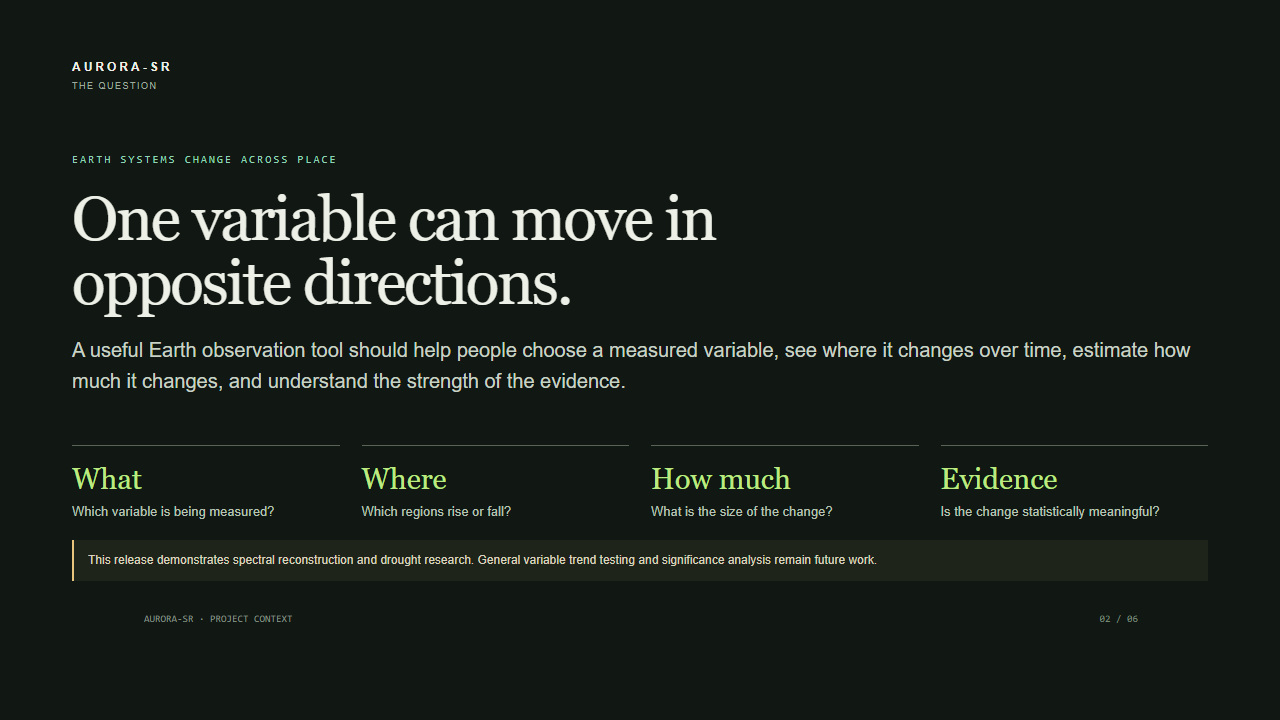 AURORA-SR
THE QUESTION
EARTH SYSTEMS CHANGE ACROSS PLACE
One variable can move in
opposite directions.
A useful Earth observation tool should help people choose a measured variable, see where it changes over time, estimate how
much it changes, and understand the strength of the evidence.
What
Which variable is being measured?
Where
Which regions rise or fall?
How much
What is the size of the change?
Evidence
Is the change statistically meaningful?
This release demonstrates spectral reconstruction and drought research. General variable trend testing and significance analysis remain future work.
AURORA-SR · PROJECT CONTEXT
02 / 06